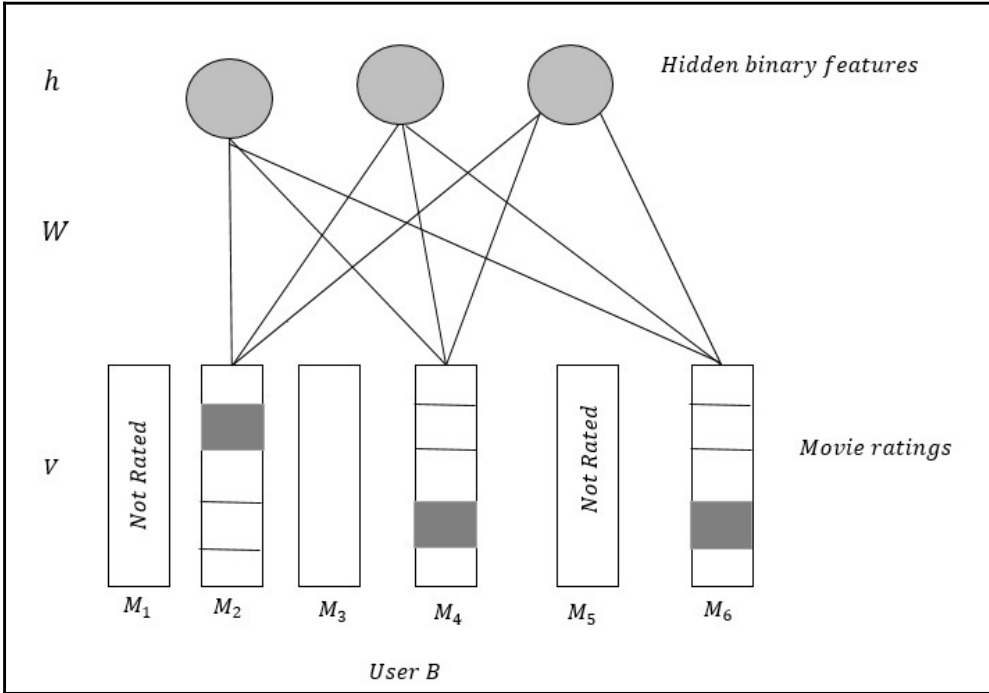 h
Hidden binary features
W
V
Not Rated
Not Rated
Movie ratings
M₁
M₂
M₃
M₄
M₅
M₆
User B